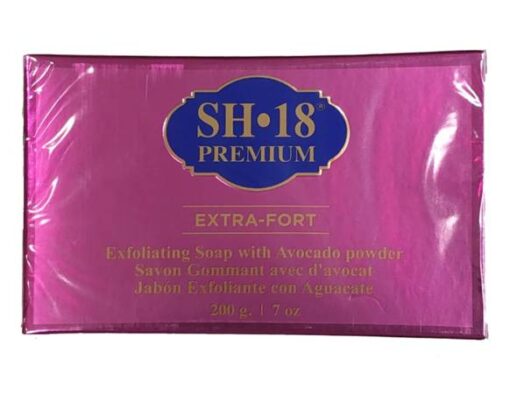 SH•18®
PREMIUM
EXTRA-FORT
Exfoliating Soap with Avocado powder
Savon Gommant avec d'avocat
Jabón Exfoliante con Aguacate
200 g. | 7 oz